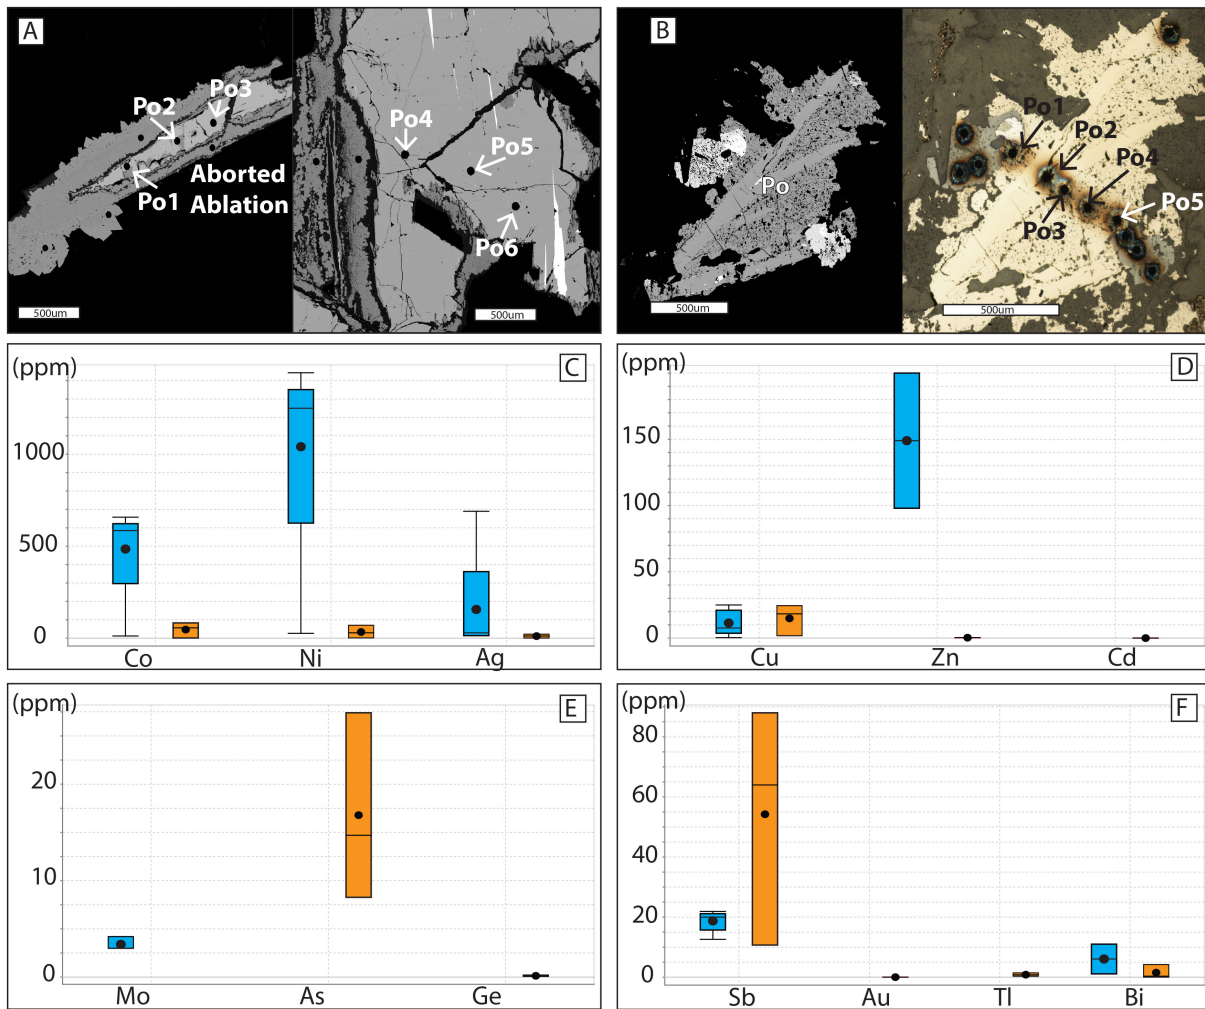 A
Po2
Po3
Po1
Aborted
Ablation
500um
Po4
Po5
Po6
500um
B
Po
500um
Po1
Po2
Po4
Po5
Po3
500um
(ppm)
C
1000
500
0
Co
Ni
Ag
(ppm)
D
150
100
50
0
Cu
Zn
Cd
(ppm)
E
20
10
0
Mo
As
Ge
(ppm)
F
80
60
40
20
0
Sb
Au
Tl
Bi